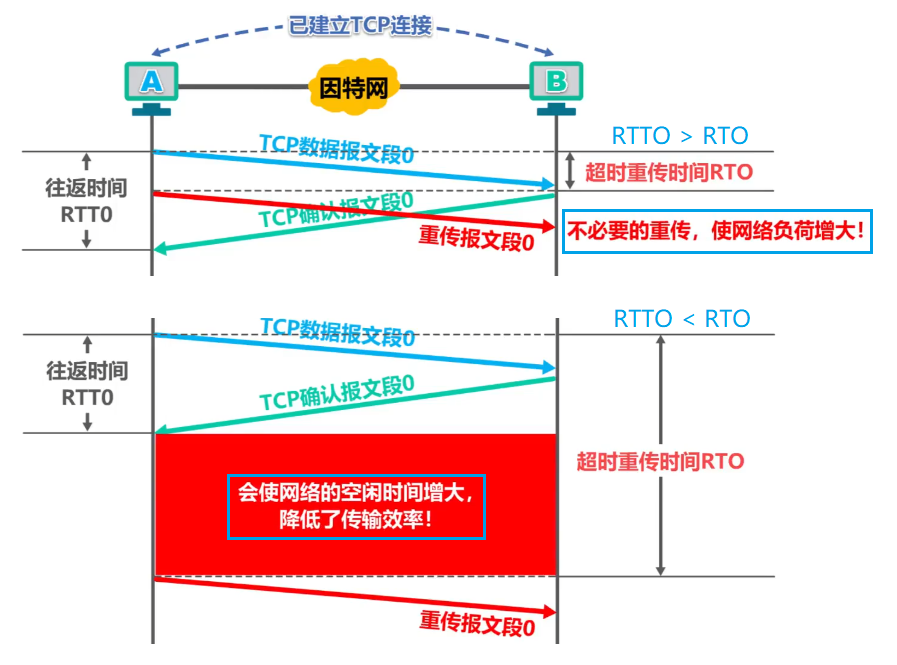 已建立TCP连接
A
因特网
B
RTTO > RTO
TCP数据报文段0
超时重传时间RTO
往返时间
RTT0
TCP确认报文段0
重传报文段0
不必要的重传，使网络负荷增大！
RTTO < RTO
TCP数据报文段0
往返时间
RTT0
TCP确认报文段0
超时重传时间RTO
会使网络的空闲时间增大，
降低了传输效率！
重传报文段0